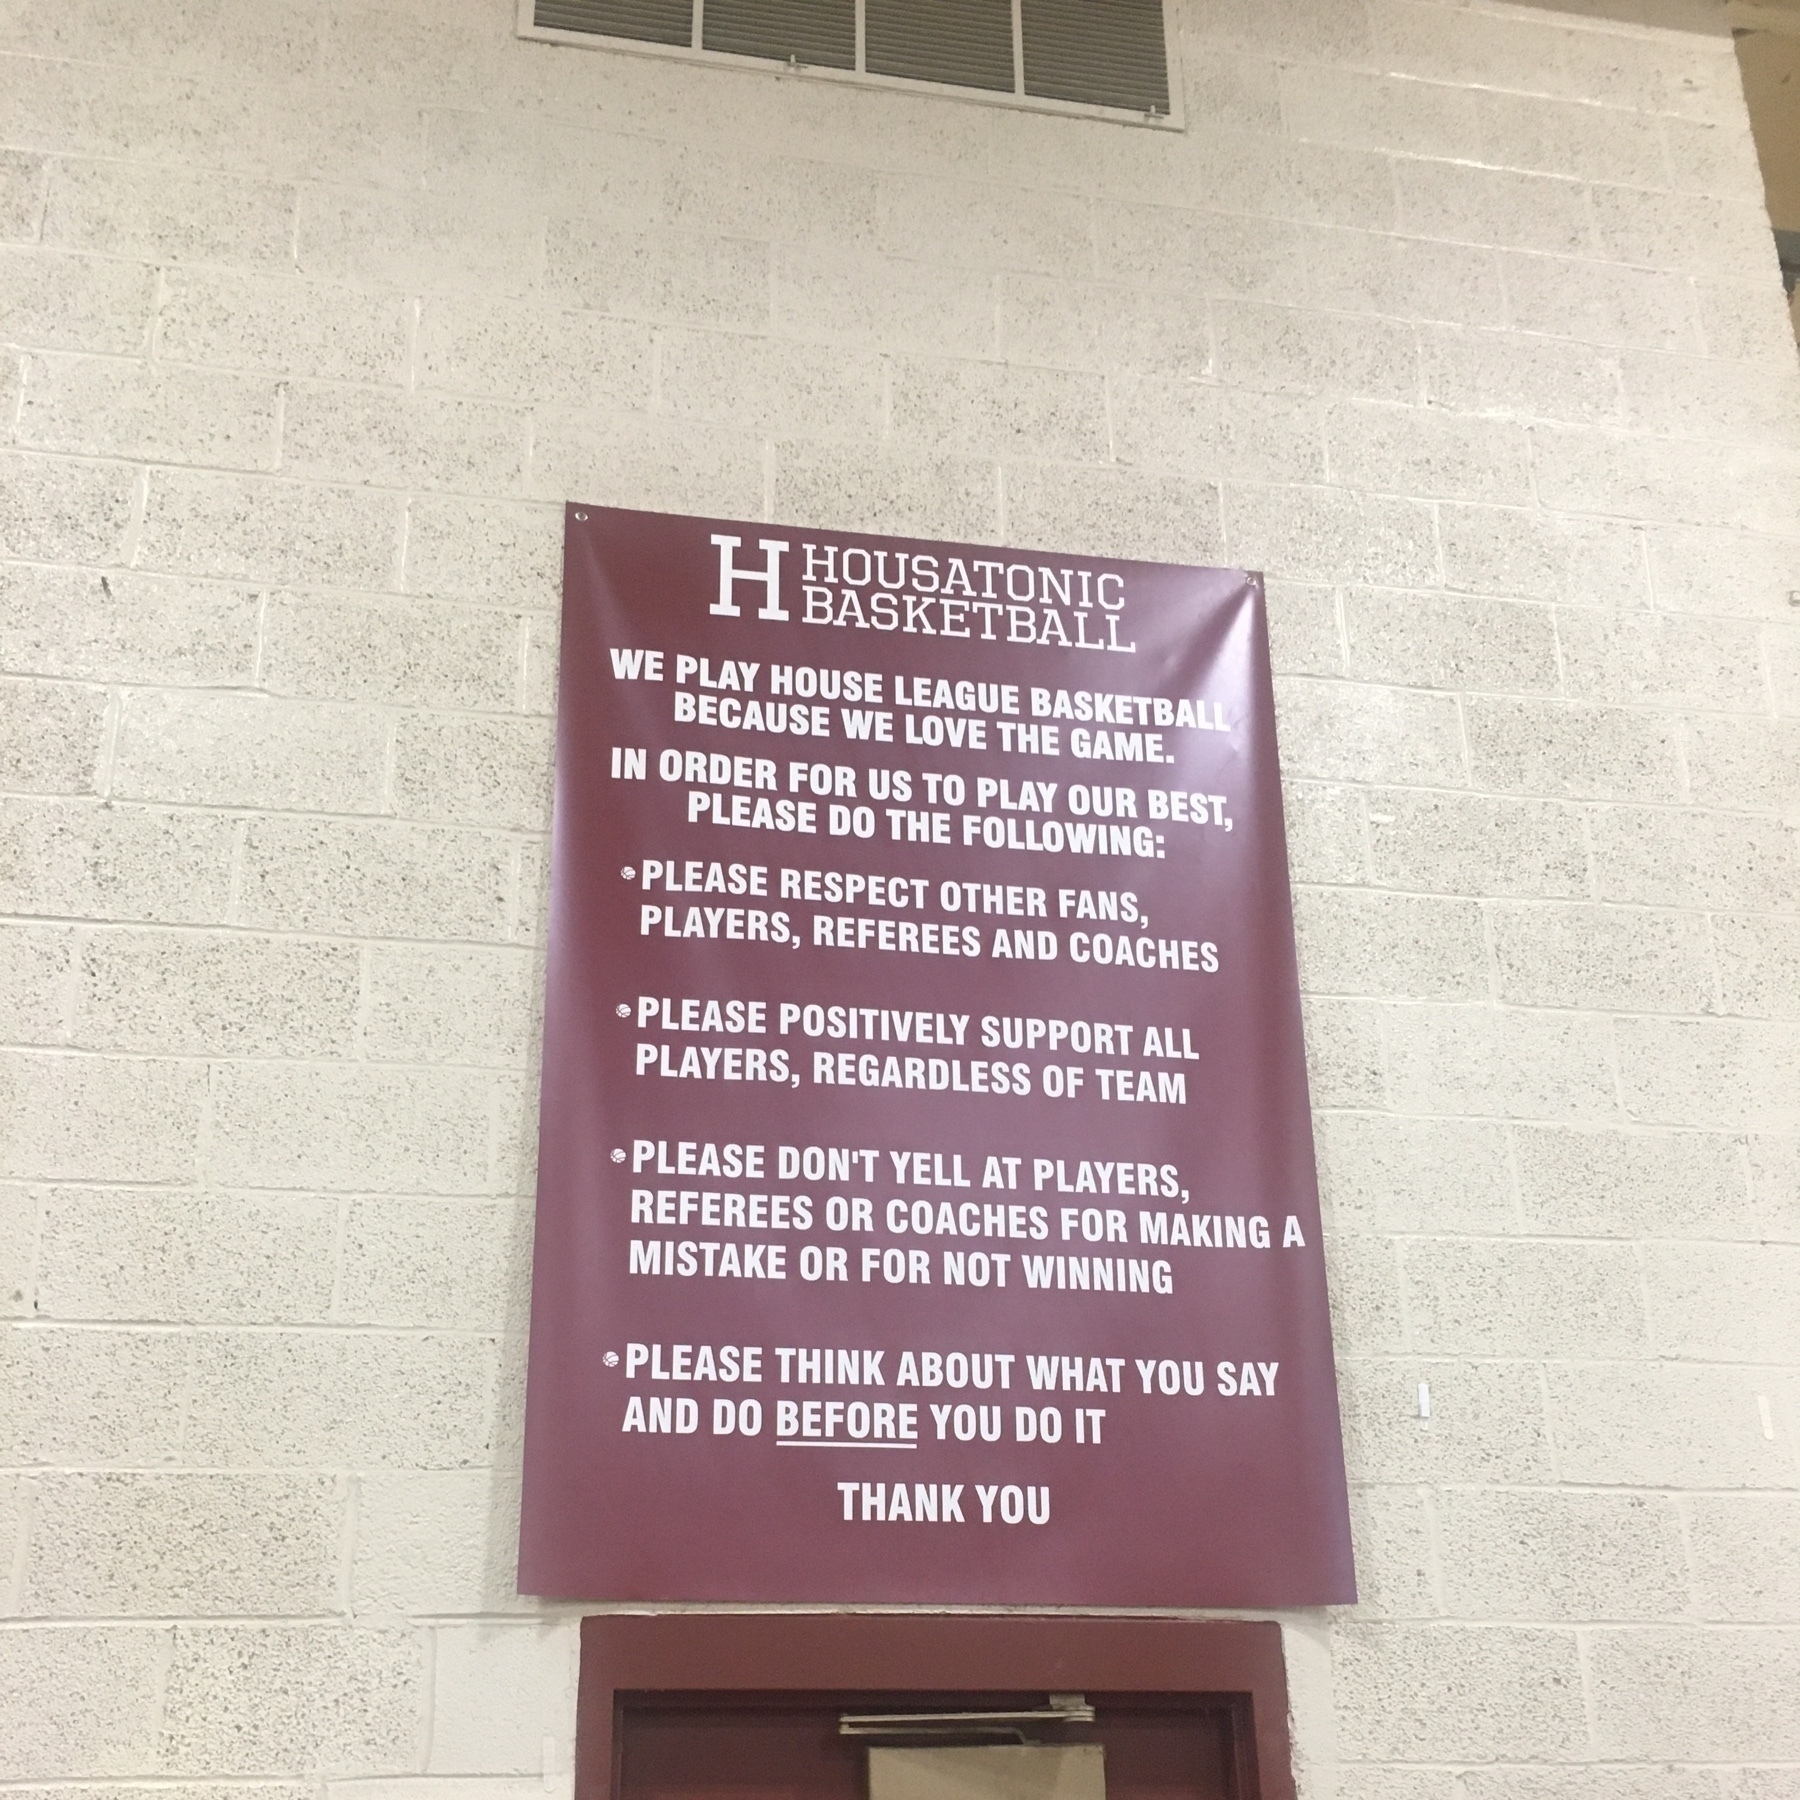 H HOUSATONIC
BASKETBALL
WE PLAY HOUSE LEAGUE BASKETBALL
BECAUSE WE LOVE THE GAME.
IN ORDER FOR US TO PLAY OUR BEST,
PLEASE DO THE FOLLOWING:
PLEASE RESPECT OTHER FANS,
PLAYERS, REFEREES AND COACHES
PLEASE POSITIVELY SUPPORT ALL
PLAYERS, REGARDLESS OF TEAM
PLEASE DON'T YELL AT PLAYERS,
REFEREES OR COACHES FOR MAKING A
MISTAKE OR FOR NOT WINNING
PLEASE THINK ABOUT WHAT YOU SAY
AND DO BEFORE YOU DO IT
THANK YOU